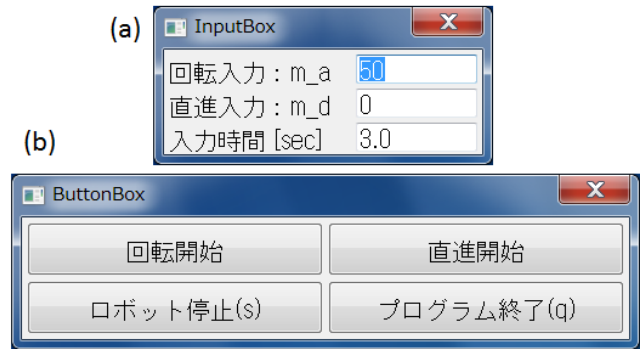 (a)
InputBox
回転入力:m_a 50
直進入力:m_d 0
入力時間 [sec] 3.0
(b)
ButtonBox
回転開始 直進開始
ロボット停止(s) プログラム終了(q)